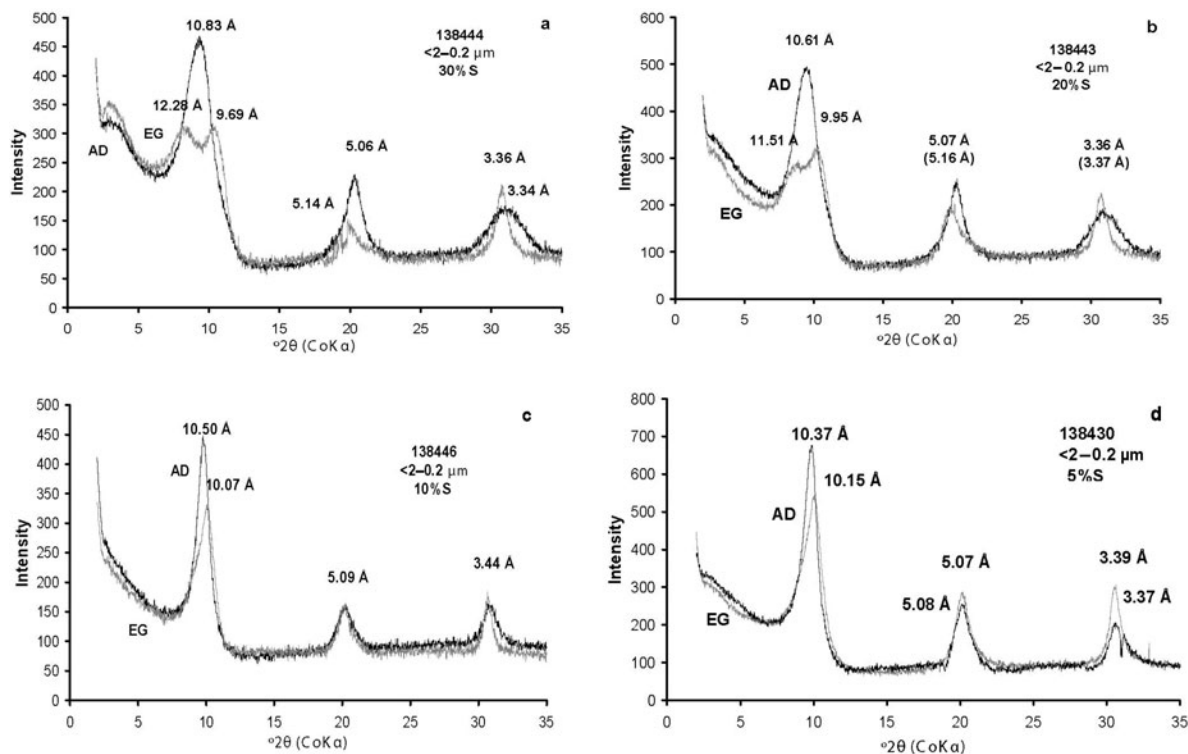 a
138444
<2–0.2 μm
30% S
10.83 Å
12.28 Å
9.69 Å
EG
AD
5.06 Å
5.14 Å
3.36 Å
3.34 Å
Intensity
500
450
400
350
300
250
200
150
100
50
0
0 5 10 15 20 25 30 35
º2θ (CoKα)
b
138443
<2–0.2 μm
20%S
10.61 Å
AD
11.51 Å
9.95 Å
EG
5.07 Å
(5.16 Å)
3.36 Å
(3.37 Å)
Intensity
600
500
400
300
200
100
0
0 5 10 15 20 25 30 35
º2θ (CoKα)
c
138446
<2–0.2 μm
10%S
10.50 Å
AD
10.07 Å
EG
5.09 Å
3.44 Å
Intensity
500
450
400
350
300
250
200
150
100
50
0
0 5 10 15 20 25 30 35
º2θ (CoKα)
d
138430
<2–0.2 µm
5%S
10.37 Å
10.15 Å
AD
EG
5.07 Å
5.08 Å
3.39 Å
3.37 Å
Intensity
800
700
600
500
400
300
200
100
0
0 5 10 15 20 25 30 35
º2θ (CoKα)